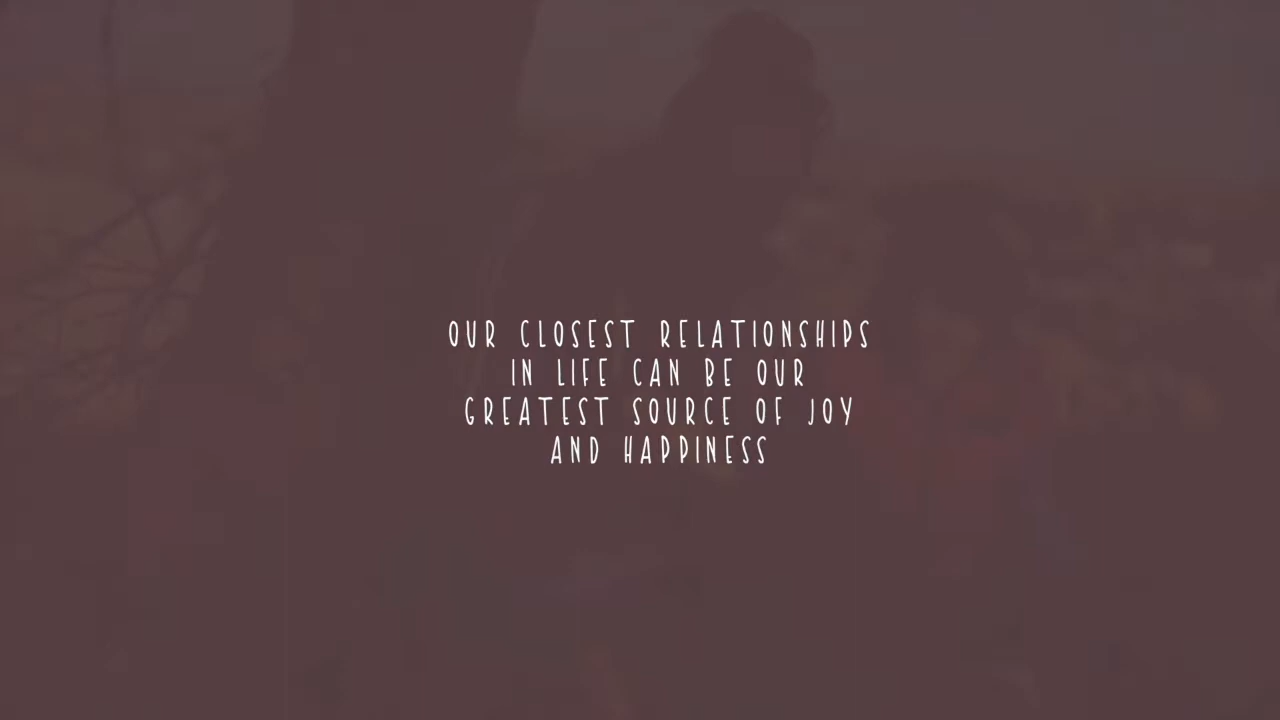 OUR CLOSEST RELATIONSHIPS
IN LIFE CAN BE OUR
GREATEST SOURCE OF JOY
AND HAPPINESS